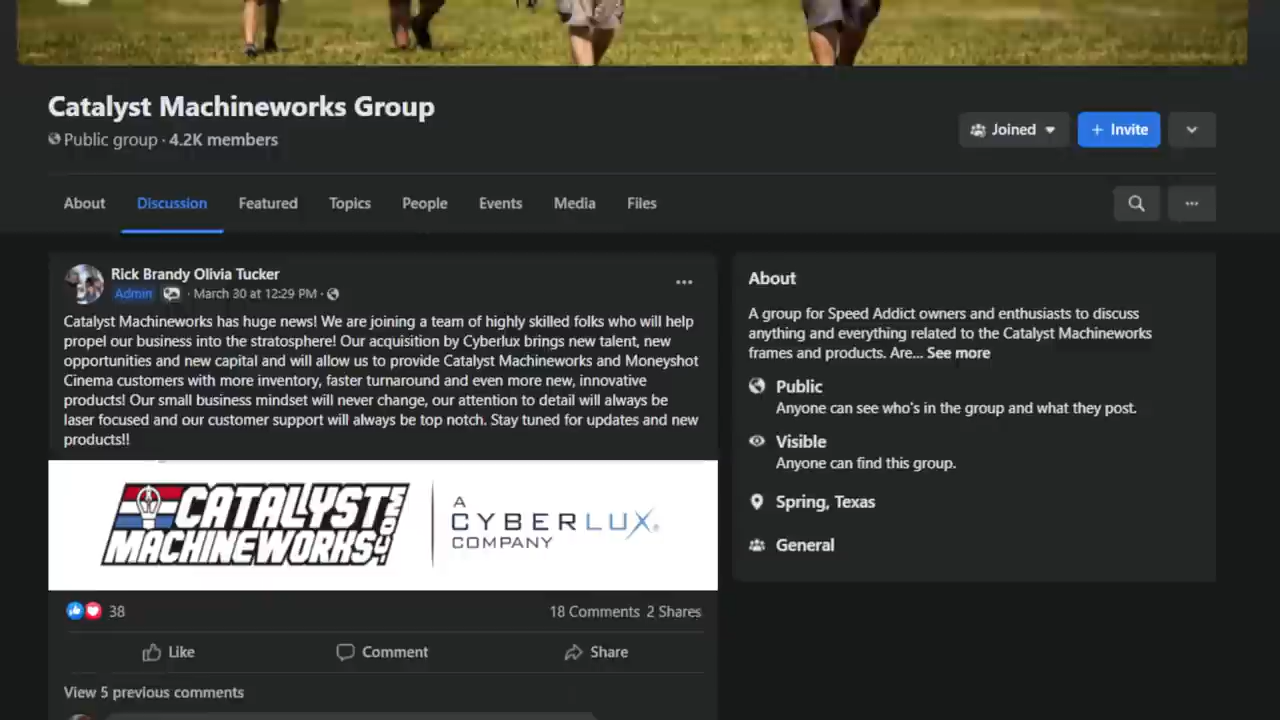 Catalyst Machineworks Group
Public group · 4.2K members
Joined
+ Invite
About
Discussion
Featured
Topics
People
Events
Media
Files
Rick Brandy Olivia Tucker
Admin · March 30 at 12:29 PM ·
Catalyst Machineworks has huge news! We are joining a team of highly skilled folks who will help
propel our business into the stratosphere! Our acquisition by Cyberlux brings new talent, new
opportunities and new capital and will allow us to provide Catalyst Machineworks and Moneyshot
Cinema customers with more inventory, faster turnaround and even more new, innovative
products! Our small business mindset will never change, our attention to detail will always be
laser focused and our customer support will always be top notch. Stay tuned for updates and new
products!!
CATALYST
MACHINEWORKS
.COM
A
CYBERLUX
COMPANY
38
18 Comments 2 Shares
Like
Comment
Share
View 5 previous comments
About
A group for Speed Addict owners and enthusiasts to discuss
anything and everything related to the Catalyst Machineworks
frames and products. Are... See more
Public
Anyone can see who's in the group and what they post.
Visible
Anyone can find this group.
Spring, Texas
General